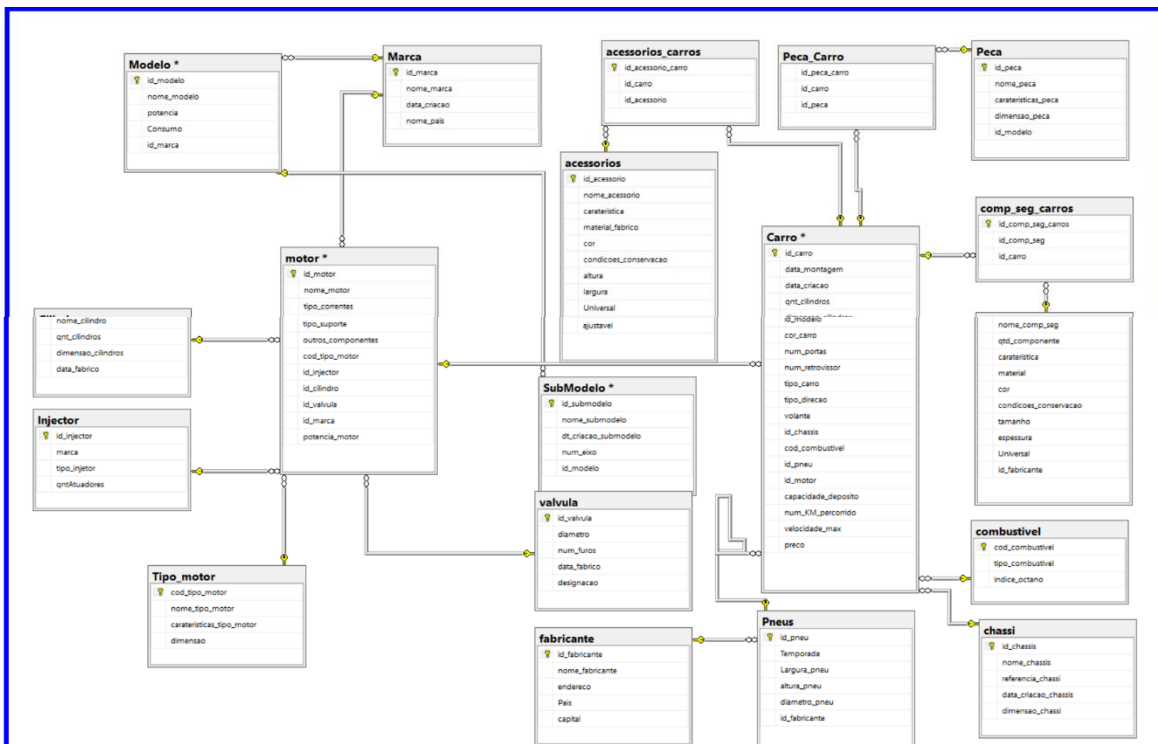 Modelo *
id_modelo
nome_modelo
potencia
Consumo
id_marca
Marca
id_marca
nome_marca
data_criacao
nome_pais
acessorios_carros
id_acessorio_carro
id_carro
id_acessorio
Peca_Carro
id_peca_carro
id_carro
id_peca
Peca
id_peca
nome_peca
carateristicas_peca
dimensao_peca
id_modelo
acessorios
id_acessorio
nome_acessorio
carateristica
material_fabrico
cor
condicoes_conservacao
altura
largura
Universal
ajustavel
comp_seg_carros
id_comp_seg_carros
id_comp_seg
id_carro
Carro *
id_carro
data_montagem
data_criacao
qnt_cilindros
id_modelo
cor_carro
num_portas
num_retrovissor
tipo_carro
tipo_direcao
volante
id_chassis
cod_combustivel
id_pneu
id_motor
capacidade_deposito
num_KM_percorrido
velocidade_max
preco
motor *
id_motor
nome_motor
tipo_correntes
tipo_suporte
outros_componentes
cod_tipo_motor
id_injector
id_cilindro
id_valvula
id_marca
potencia_motor
nome_cilindro
qnt_cilindros
dimensao_cilindros
data_fabrico
nome_comp_seg
qtd_componente
carateristica
material
cor
condicoes_conservacao
tamanho
espessura
Universal
id_fabricante
SubModelo *
id_submodelo
nome_submodelo
dt_criacao_submodelo
num_eixo
id_modelo
Injector
id_injector
marca
tipo_injetor
qntAtuadores
valvula
id_valvula
diametro
num_furos
data_fabrico
designacao
combustivel
cod_combustivel
tipo_combustivel
indice_octano
Tipo_motor
cod_tipo_motor
nome_tipo_motor
carateristicas_tipo_motor
dimensao
fabricante
id_fabricante
nome_fabricante
endereco
Pais
capital
Pneus
id_pneu
Temporada
Largura_pneu
altura_pneu
diametro_pneu
id_fabricante
chassi
id_chassis
nome_chassis
referencia_chassi
data_criacao_chassis
dimensao_chassi